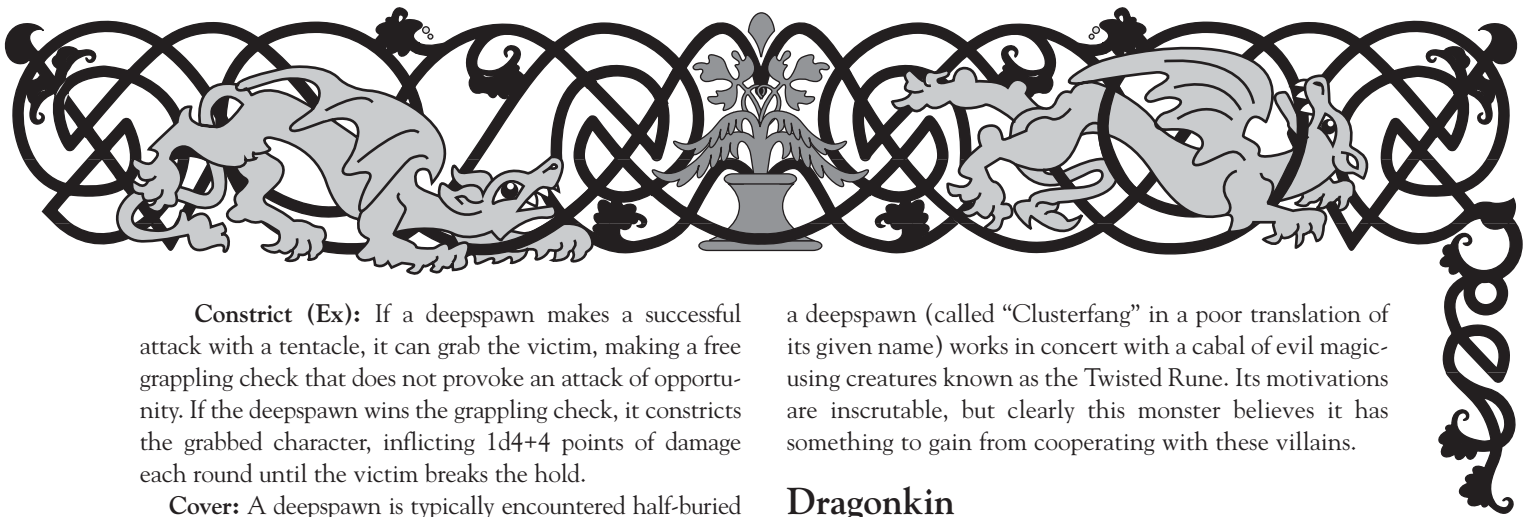 Constrict (Ex): If a deepspawn makes a successful
attack with a tentacle, it can grab the victim, making a free
grappling check that does not provoke an attack of opportu-
nity. If the deepspawn wins the grappling check, it constricts
the grabbed character, inflicting 1d4+4 points of damage
each round until the victim breaks the hold.
Cover: A deepspawn is typically encountered half-buried
a deepspawn (called “Clusterfang” in a poor translation of
its given name) works in concert with a cabal of evil magic-
using creatures known as the Twisted Rune. Its motivations
are inscrutable, but clearly this monster believes it has
something to gain from cooperating with these villains.
Dragonkin